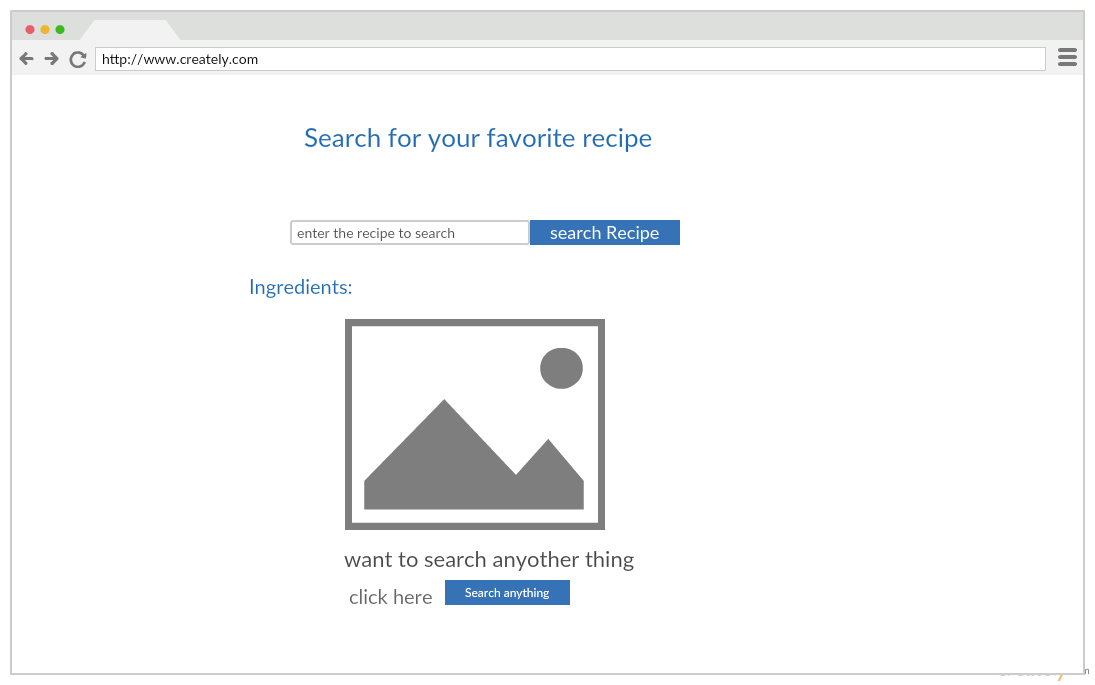 http://www.creately.com
Search for your favorite recipe
enter the recipe to search
search Recipe
Ingredients:
want to search anyother thing
click here
Search anything